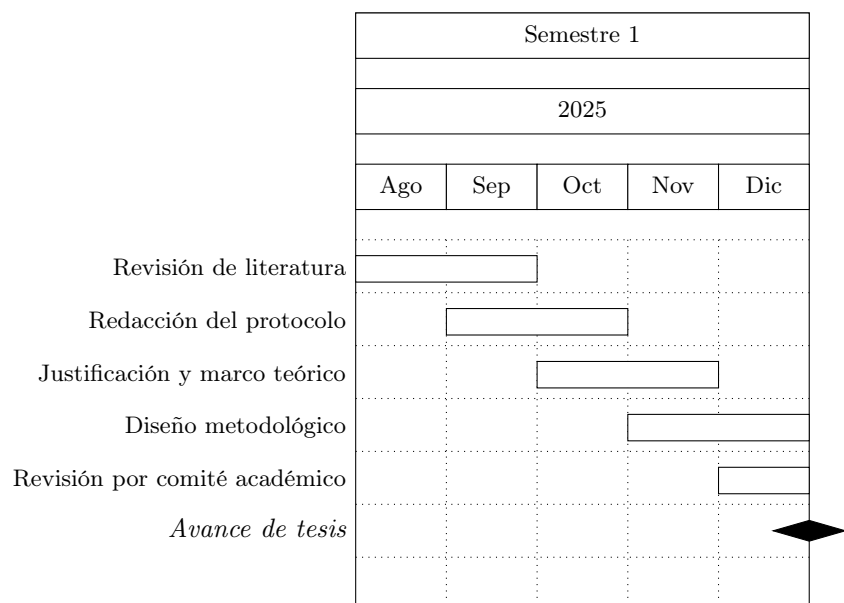 Semestre 1
2025
Ago Sep Oct Nov Dic
Revisión de literatura
Redacción del protocolo
Justificación y marco teórico
Diseño metodológico
Revisión por comité académico
Avance de tesis